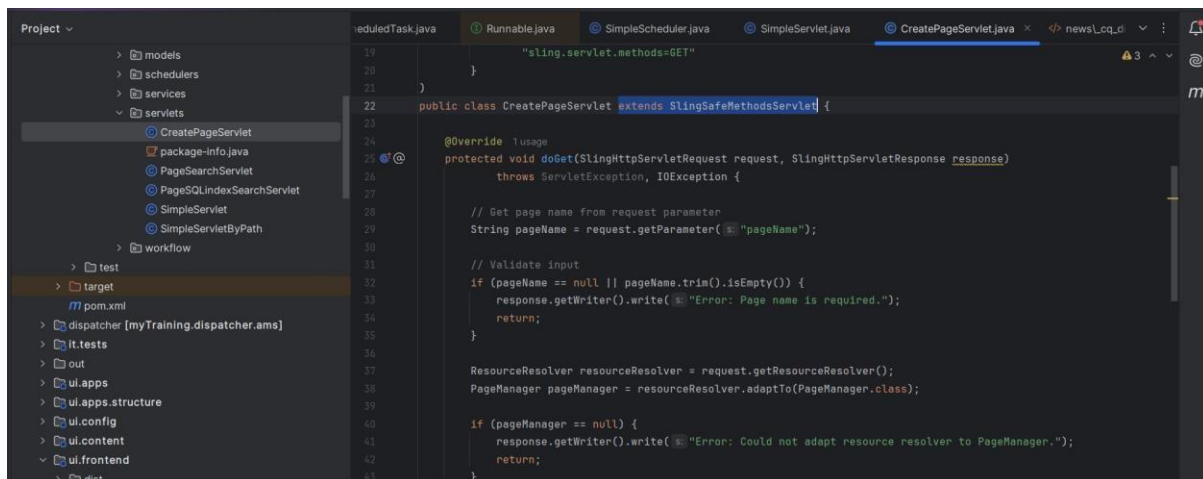 Project
models
schedulers
services
servlets
CreatePageServlet
package-info.java
PageSearchServlet
PageSQLindexSearchServlet
SimpleServlet
SimpleServletByPath
workflow
test
target
pom.xml
dispatcher [myTraining.dispatcher.ams]
it.tests
out
ui.apps
ui.apps.structure
ui.config
ui.content
ui.frontend
eduledTask.java Runnable.java SimpleScheduler.java SimpleServlet.java CreatePageServlet.java news\_cq_di
3
19 "sling.servlet.methods=GET"
20 }
21 )
22 public class CreatePageServlet extends SlingSafeMethodsServlet {
23
24 @Override 1 usage
25 protected void doGet(SlingHttpServletRequest request, SlingHttpServletResponse response)
26 throws ServletException, IOException {
27
28 // Get page name from request parameter
29 String pageName = request.getParameter( s: "pageName");
30
31 // Validate input
32 if (pageName == null || pageName.trim().isEmpty()) {
33 response.getWriter().write( s: "Error: Page name is required.");
34 return;
35 }
36
37 ResourceResolver resourceResolver = request.getResourceResolver();
38 PageManager pageManager = resourceResolver.adaptTo(PageManager.class);
39
40 if (pageManager == null) {
41 response.getWriter().write( s: "Error: Could not adapt resource resolver to PageManager.");
42 return;
43 }